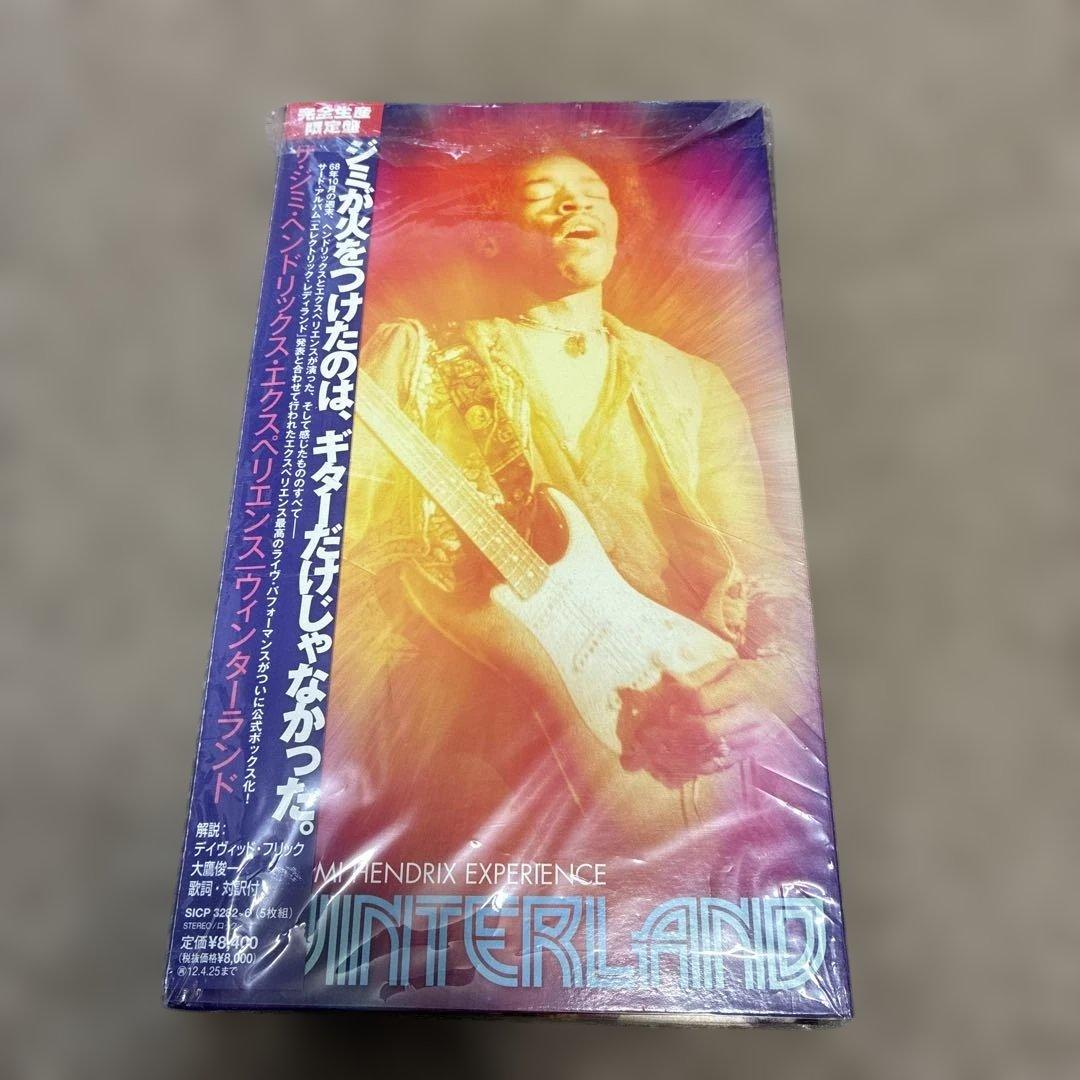 完全生産
限定盤
ジミが火をつけたのは、ギターだけじゃなかった。
68年10月の週末、ヘンドリックスとエクスペリエンスが演った、そして感じたもののすべて——
サード・アルバム「エレクトリック・レディランド」発表と合わせて行われたエクスペリエンス最高のライヴ・パフォーマンスがついに公式ボックス化!
ザ・ジミ・ヘンドリックス・エクスペリエンス/ウィンターランド
解説:
デイヴィッド・フリック
大鷹俊一
歌詞・対訳付
SICP 3232~6 (5枚組)
STEREO/ロック
定価¥8,400
(税抜価格¥8,000)
12.4.25まで
MI HENDRIX EXPERIENCE
WINTERLAND